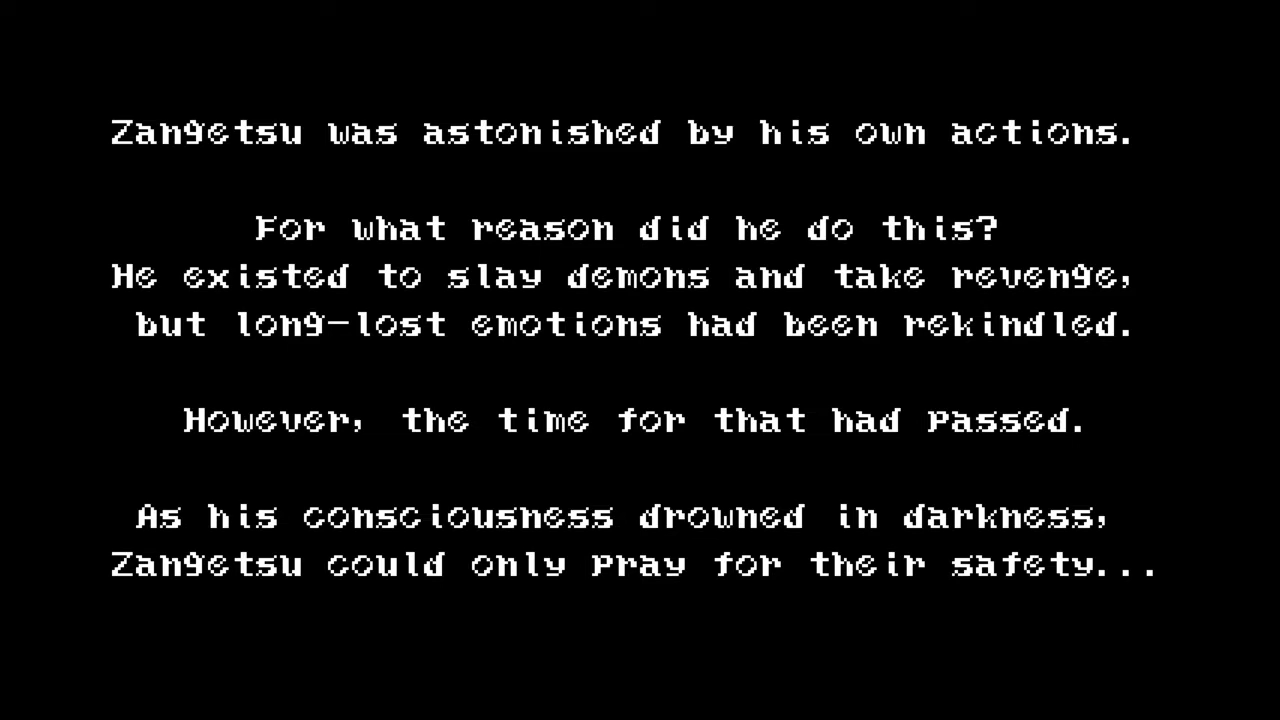 Zangetsu was astonished by his own actions.
For what reason did he do this?
He existed to slay demons and take revenge,
but long-lost emotions had been rekindled.
However, the time for that had passed.
As his consciousness drowned in darkness,
Zangetsu could only pray for their safety...